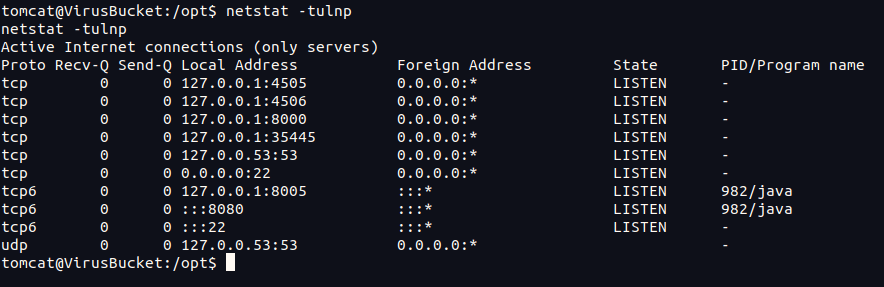 tomcat@VirusBucket:/opt$ netstat -tulnp
netstat -tulnp
Active Internet connections (only servers)
Proto Recv-Q Send-Q Local Address           Foreign Address         State       PID/Program name
tcp        0      0 127.0.0.1:4505          0.0.0.0:*               LISTEN      -
tcp        0      0 127.0.0.1:4506          0.0.0.0:*               LISTEN      -
tcp        0      0 127.0.0.1:8000          0.0.0.0:*               LISTEN      -
tcp        0      0 127.0.0.1:35445         0.0.0.0:*               LISTEN      -
tcp        0      0 127.0.0.53:53           0.0.0.0:*               LISTEN      -
tcp        0      0 0.0.0.0:22              0.0.0.0:*               LISTEN      -
tcp6       0      0 127.0.0.1:8005          :::*                    LISTEN      982/java
tcp6       0      0 :::8080                 :::*                    LISTEN      982/java
tcp6       0      0 :::22                   :::*                    LISTEN      -
udp        0      0 127.0.0.53:53           0.0.0.0:*                           -
tomcat@VirusBucket:/opt$